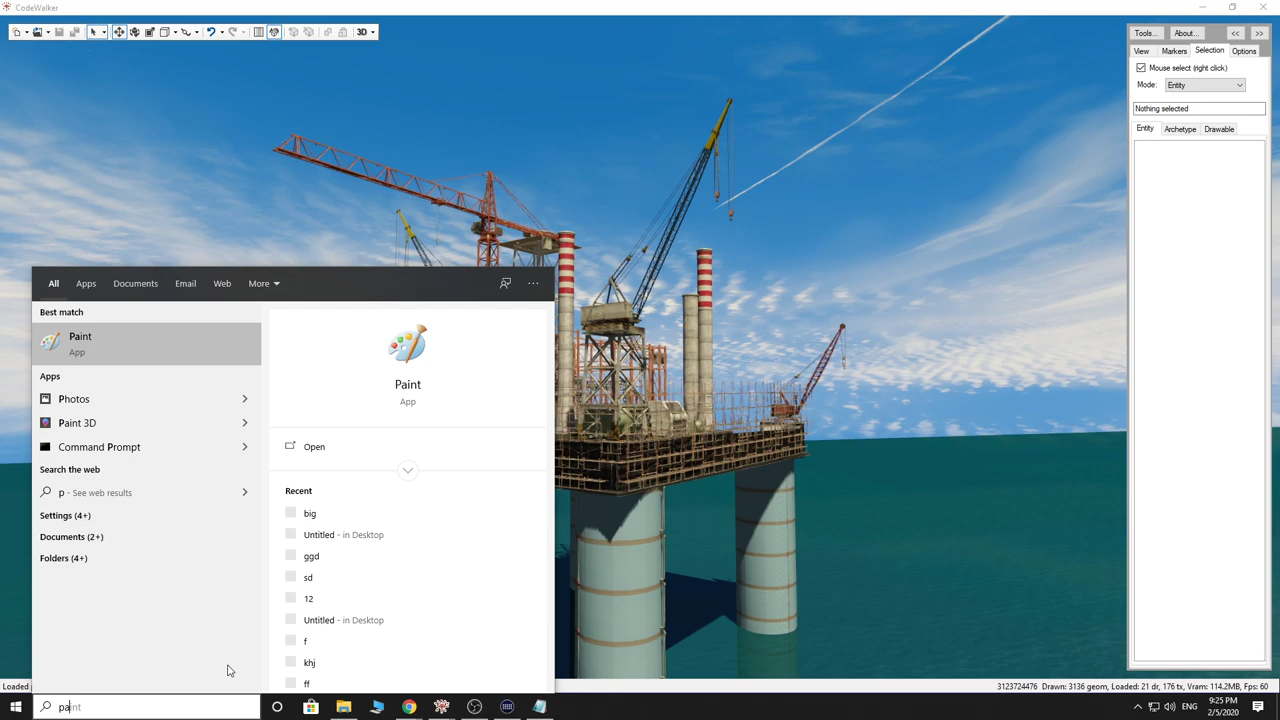 CodeWalker
3D
Tools...
About...
<<
>>
View
Markers
Selection
Options
Mouse select (right click)
Mode:
Entity
Nothing selected
Entity
Archetype
Drawable
All
Apps
Documents
Email
Web
More
Best match
Paint
App
Apps
Photos
Paint 3D
Command Prompt
Search the web
p - See web results
Settings (4+)
Documents (2+)
Folders (4+)
Paint
App
Open
Recent
big
Untitled - in Desktop
ggd
sd
12
Untitled - in Desktop
f
khj
ff
Loaded
3123724476 Drawn: 3136 geom, Loaded: 21 dr, 176 tx, Vram: 114.2MB, Fps: 60
paint
ENG
9:25 PM
2/5/2020